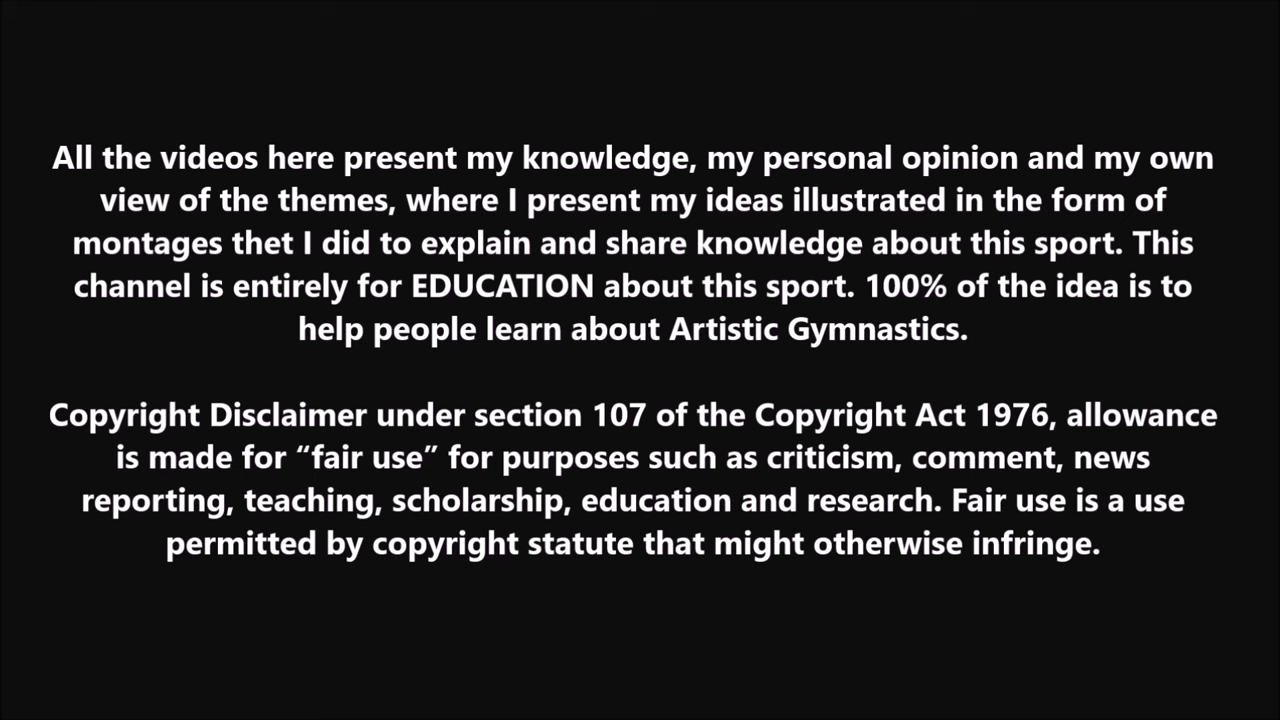 All the videos here present my knowledge, my personal opinion and my own
view of the themes, where I present my ideas illustrated in the form of
montages thet I did to explain and share knowledge about this sport. This
channel is entirely for EDUCATION about this sport. 100% of the idea is to
help people learn about Artistic Gymnastics.
Copyright Disclaimer under section 107 of the Copyright Act 1976, allowance
is made for “fair use” for purposes such as criticism, comment, news
reporting, teaching, scholarship, education and research. Fair use is a use
permitted by copyright statute that might otherwise infringe.